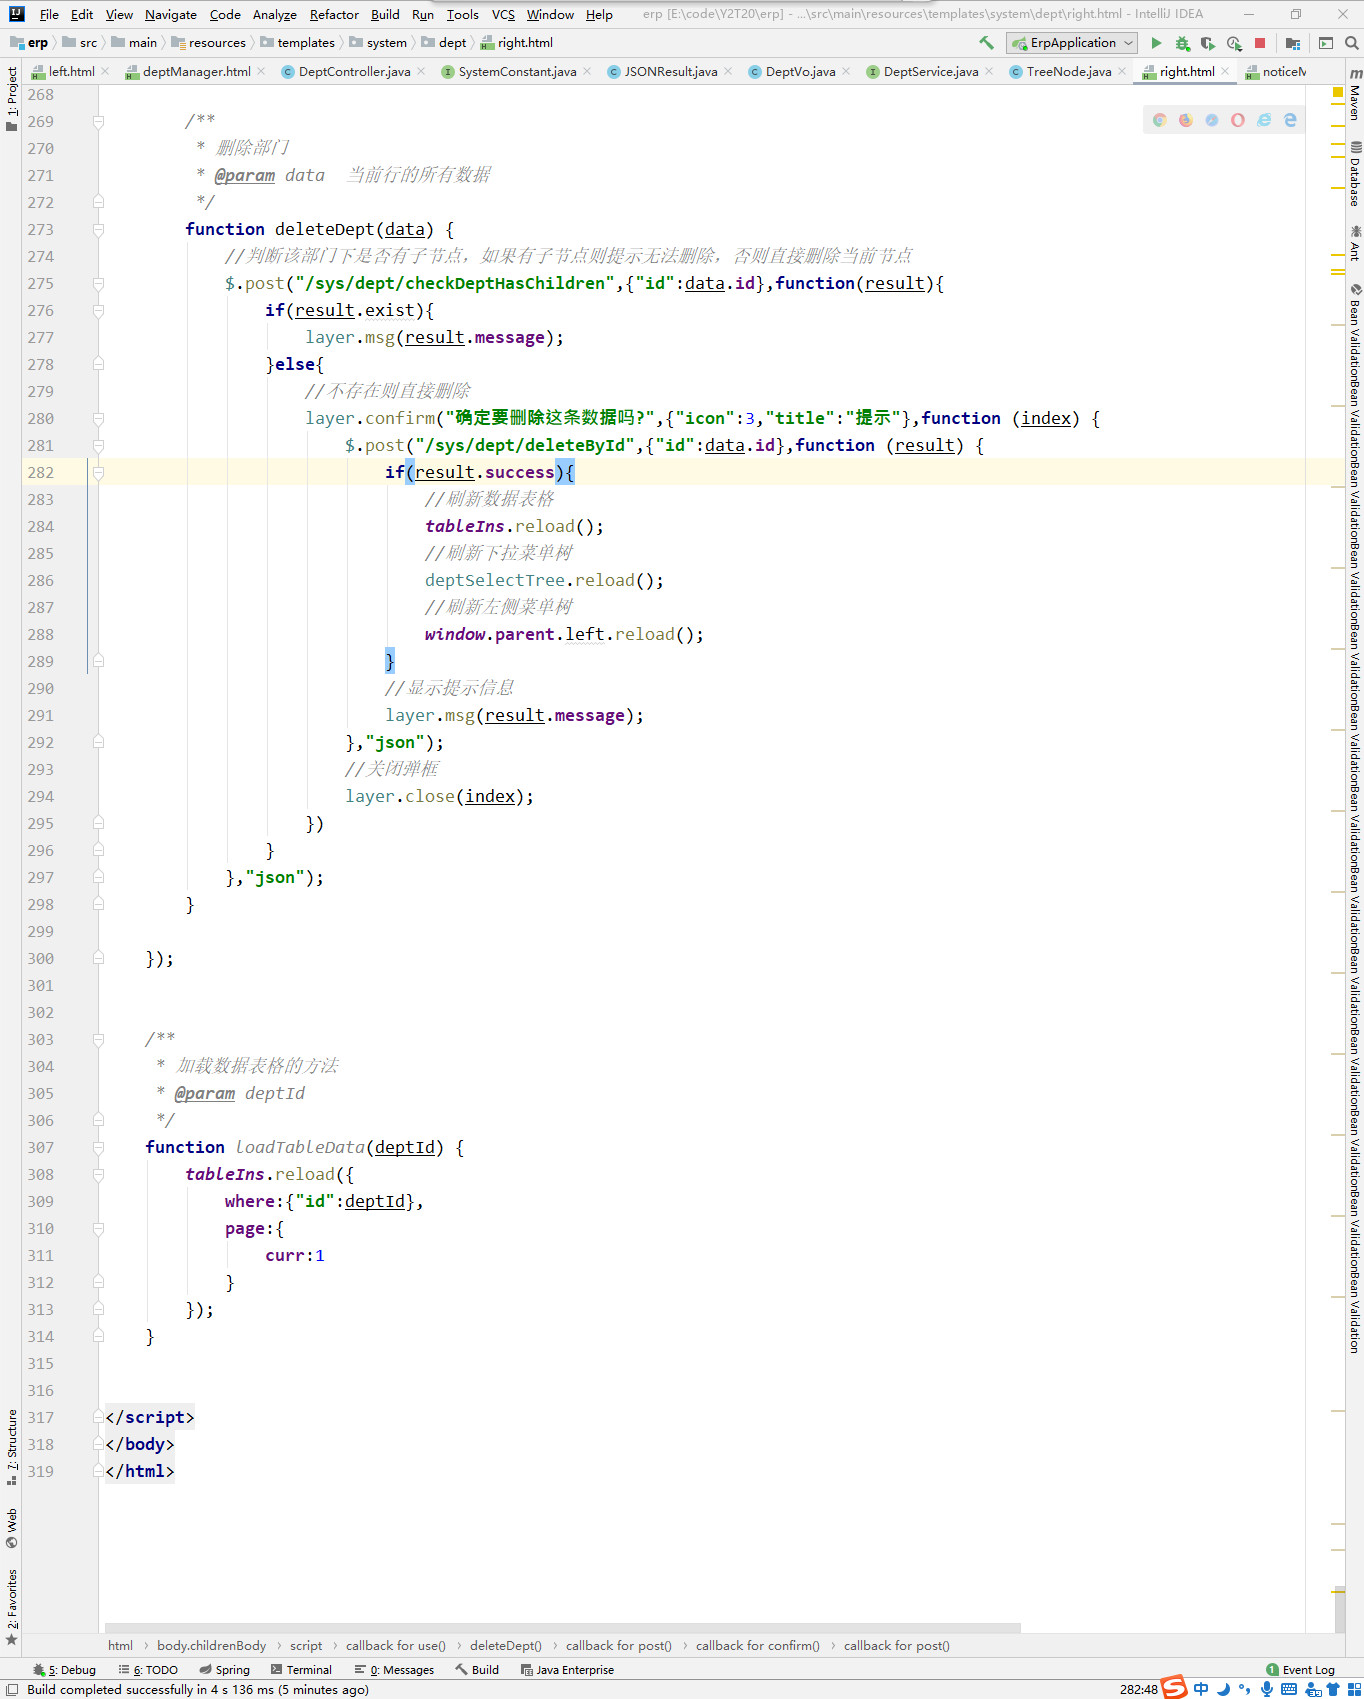 File Edit View Navigate Code Analyze Refactor Build Run Tools VCS Window Help erp [E:\code\Y2T20\erp] - ...\src\main\resources\templates\system\dept\right.html - IntelliJ IDEA
erp src main resources templates system dept right.html ErpApplication
left.html deptManager.html DeptController.java SystemConstant.java JSONResult.java DeptVo.java DeptService.java TreeNode.java right.html noticeM
1: Project
Maven
Database
Ant
Bean ValidationBean ValidationBean ValidationBean ValidationBean ValidationBean ValidationBean ValidationBean ValidationBean ValidationBean ValidationBean ValidationBean ValidationBean ValidationBean Validation
268
269 /**
270 * 删除部门
271 * @param data 当前行的所有数据
272 */
273 function deleteDept(data) {
274 //判断该部门下是否有子节点，如果有子节点则提示无法删除，否则直接删除当前节点
275 $.post("/sys/dept/checkDeptHasChildren",{"id":data.id},function(result){
276 if(result.exist){
277 layer.msg(result.message);
278 }else{
279 //不存在则直接删除
280 layer.confirm("确定要删除这条数据吗?",{"icon":3,"title":"提示"},function (index) {
281 $.post("/sys/dept/deleteById",{"id":data.id},function (result) {
282 if(result.success){
283 //刷新数据表格
284 tableIns.reload();
285 //刷新下拉菜单树
286 deptSelectTree.reload();
287 //刷新左侧菜单树
288 window.parent.left.reload();
289 }
290 //显示提示信息
291 layer.msg(result.message);
292 },"json");
293 //关闭弹框
294 layer.close(index);
295 })
296 }
297 },"json");
298 }
299
300 });
301
302
303 /**
304 * 加载数据表格的方法
305 * @param deptId
306 */
307 function loadTableData(deptId) {
308 tableIns.reload({
309 where:{"id":deptId},
310 page:{
311 curr:1
312 }
313 });
314 }
315
316
317 </script>
318 </body>
319 </html>
7: Structure
Web
2: Favorites
html › body.childrenBody › script › callback for use() › deleteDept() › callback for post() › callback for confirm() › callback for post()
5: Debug 6: TODO Spring Terminal 0: Messages Build Java Enterprise 1 Event Log
Build completed successfully in 4 s 136 ms (5 minutes ago) 282:48 中